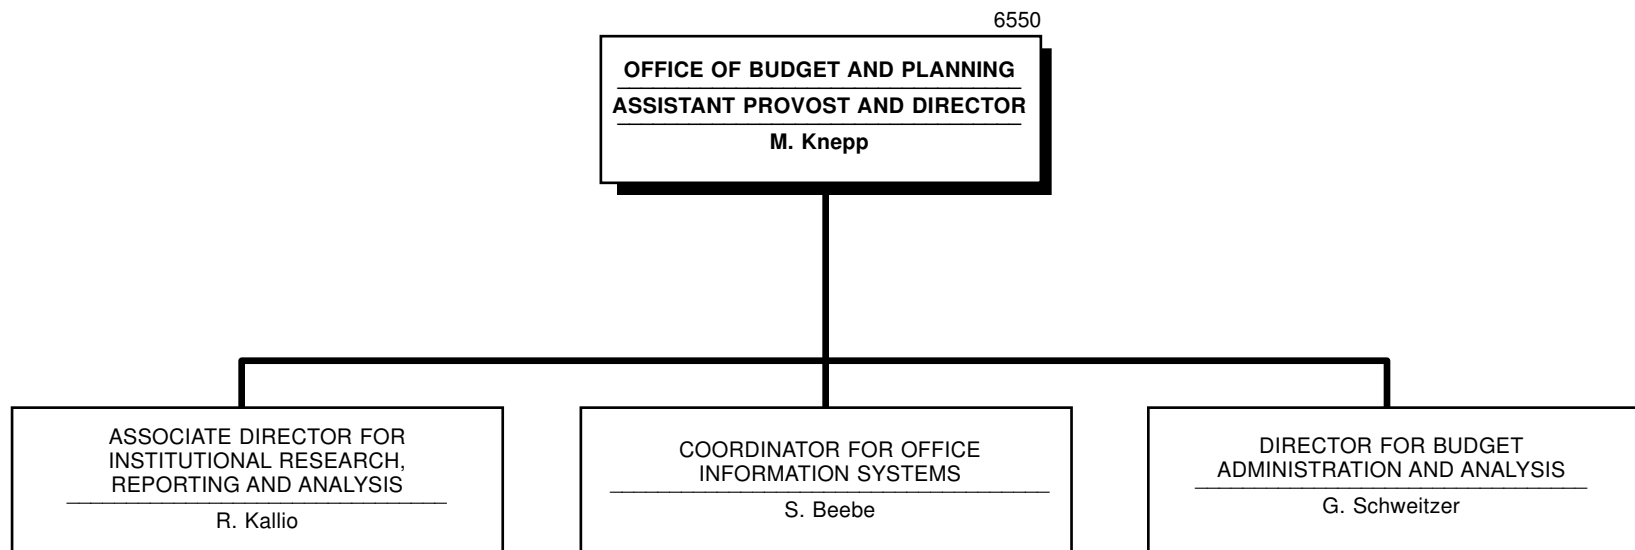 6550
OFFICE OF BUDGET AND PLANNING
ASSISTANT PROVOST AND DIRECTOR
M. Knepp
ASSOCIATE DIRECTOR FOR
INSTITUTIONAL RESEARCH,
REPORTING AND ANALYSIS
R. Kallio
COORDINATOR FOR OFFICE
INFORMATION SYSTEMS
S. Beebe
DIRECTOR FOR BUDGET
ADMINISTRATION AND ANALYSIS
G. Schweitzer